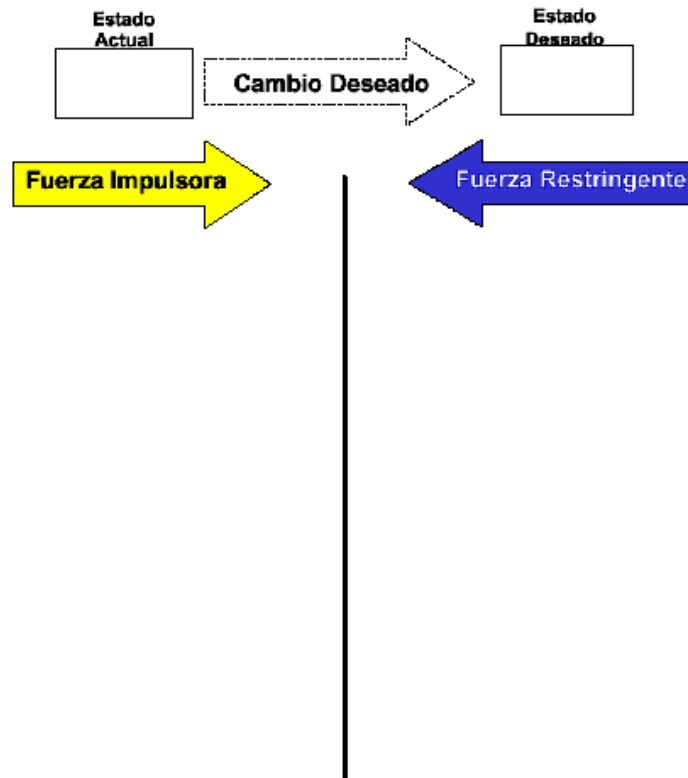 Estado
Actual
Estado
Deseado
Cambio Deseado
Fuerza Impulsora
Fuerza Restringente